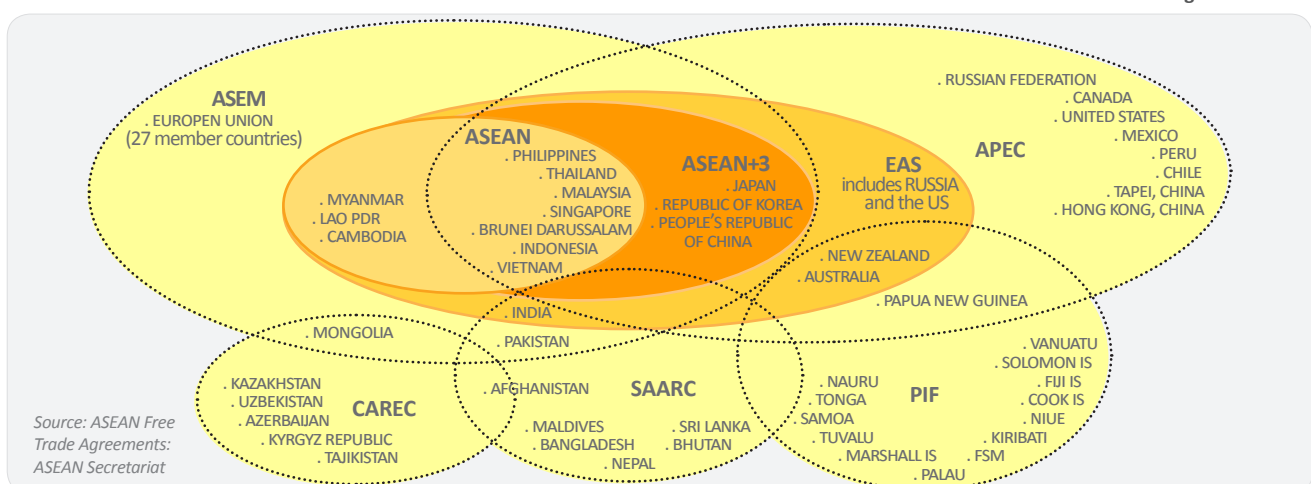 ASEM
. EUROPEN UNION
(27 member countries)
ASEAN
. PHILIPPINES
. THAILAND
. MALAYSIA
. SINGAPORE
. BRUNEI DARUSSALAM
. INDONESIA
. VIETNAM
. MYANMAR
. LAO PDR
. CAMBODIA
ASEAN+3
. JAPAN
. REPUBLIC OF KOREA
. PEOPLE'S REPUBLIC
OF CHINA
EAS
includes RUSSIA
and the US
APEC
. RUSSIAN FEDERATION
. CANADA
. UNITED STATES
. MEXICO
. PERU
. CHILE
. TAPEI, CHINA
. HONG KONG, CHINA
. NEW ZEALAND
. AUSTRALIA
. PAPUA NEW GUINEA
. INDIA
. MONGOLIA
. PAKISTAN
. AFGHANISTAN
. KAZAKHSTAN
. UZBEKISTAN
. AZERBAIJAN
. KYRGYZ REPUBLIC
. TAJIKISTAN
CAREC
SAARC
. MALDIVES
. BANGLADESH
. NEPAL
. SRI LANKA
. BHUTAN
PIF
. NAURU
. TONGA
. SAMOA
. TUVALU
. MARSHALL IS
. PALAU
. VANUATU
. SOLOMON IS
. FIJI IS
. COOK IS
. NIUE
. KIRIBATI
. FSM
Source: ASEAN Free
Trade Agreements:
ASEAN Secretariat